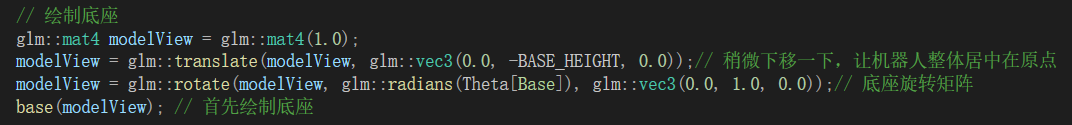 // 绘制底座
glm::mat4 modelView = glm::mat4(1.0);
modelView = glm::translate(modelView, glm::vec3(0.0, -BASE_HEIGHT, 0.0));// 稍微下移一下，让机器人整体居中在原点
modelView = glm::rotate(modelView, glm::radians(Theta[Base]), glm::vec3(0.0, 1.0, 0.0));// 底座旋转矩阵
base(modelView); // 首先绘制底座